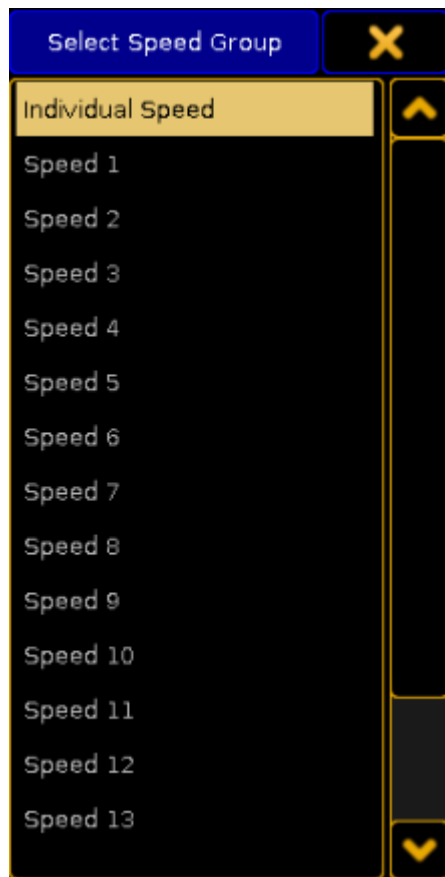 Select Speed Group
Individual Speed
Speed 1
Speed 2
Speed 3
Speed 4
Speed 5
Speed 6
Speed 7
Speed 8
Speed 9
Speed 10
Speed 11
Speed 12
Speed 13